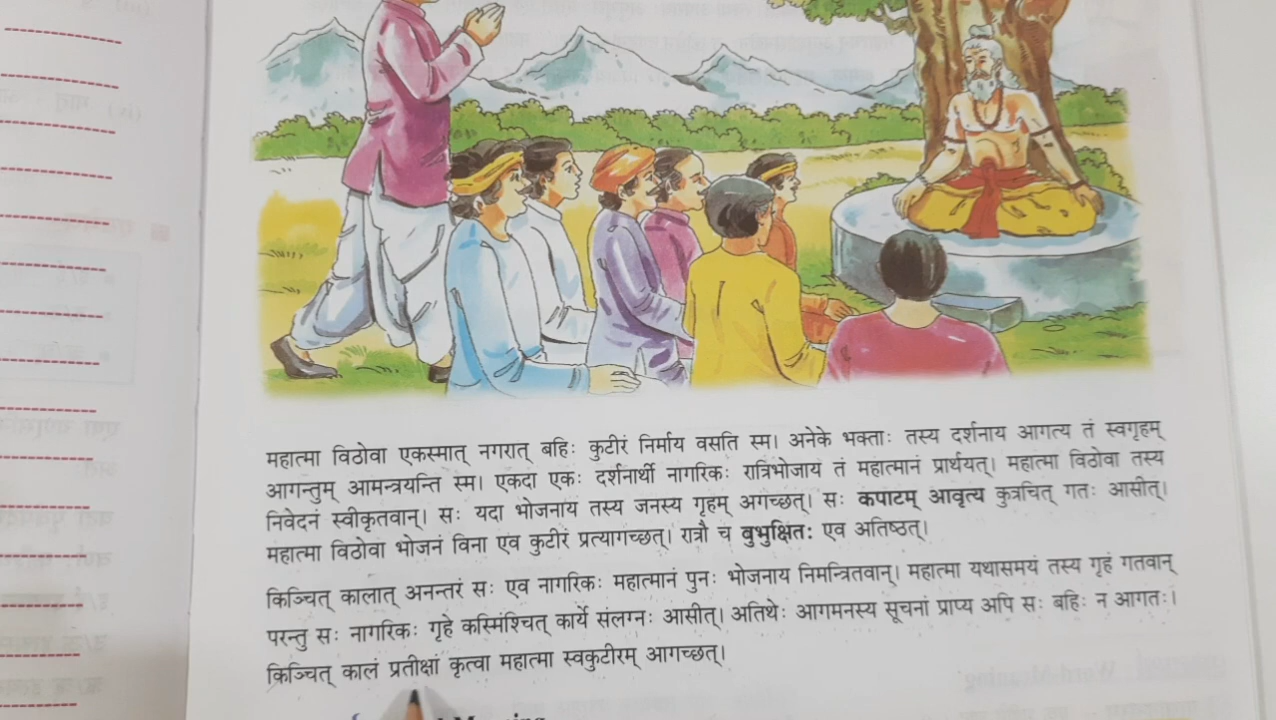 महात्मा विठोवा एकस्मात् नगरात् बहिः कुटीरं निर्माय वसति स्म। अनेके भक्ताः तस्य दर्शनाय आगत्य तं स्वगृहम्
आगन्तुम् आमन्त्रयन्ति स्म। एकदा एकः दर्शनार्थी नागरिकः रात्रिभोजाय तं महात्मानं प्रार्थयत्। महात्मा विठोवा तस्य
निवेदनं स्वीकृतवान्। सः यदा भोजनाय तस्य जनस्य गृहम् अगच्छत्। सः कपाटम् आवृत्य कुत्रचित् गतः आसीत्।
महात्मा विठोवा भोजनं विना एव कुटीरं प्रत्यागच्छत्। रात्रौ च बुभुक्षितः एव अतिष्ठत्।
किञ्चित् कालात् अनन्तरं सः एव नागरिकः महात्मानं पुनः भोजनाय निमन्त्रितवान्। महात्मा यथासमयं तस्य गृहं गतवान्
परन्तु सः नागरिकः गृहे कस्मिंश्चित् कार्ये संलग्नः आसीत्। अतिथेः आगमनस्य सूचनां प्राप्य अपि सः बहिः न आगतः।
किञ्चित् कालं प्रतीक्षां कृत्वा महात्मा स्वकुटीरम् आगच्छत्।